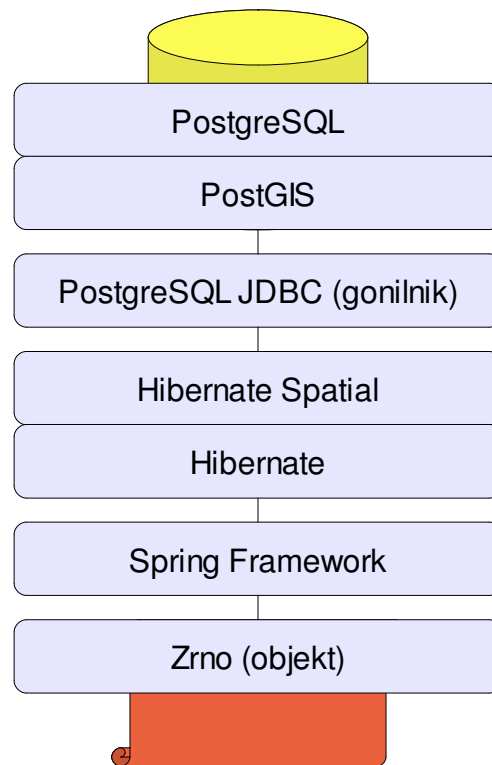 PostgreSQL
PostGIS
PostgreSQL JDBC (gonilnik)
Hibernate Spatial
Hibernate
Spring Framework
Zrno (objekt)